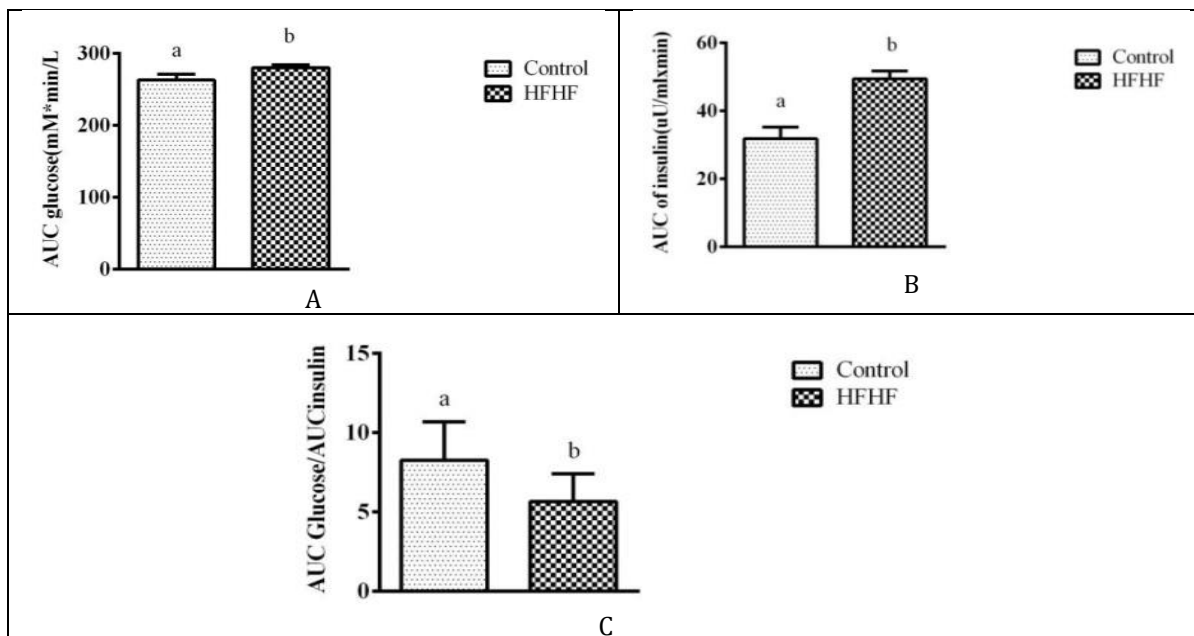 a
b
300
200
100
0
AUC glucose(mM*min/L
Control
HFHF
A
a
b
60
40
20
0
AUC of insulin(uU/mlxmin)
Control
HFHF
B
a
b
15
10
5
0
AUC Glucose/AUCinsulin
Control
HFHF
C